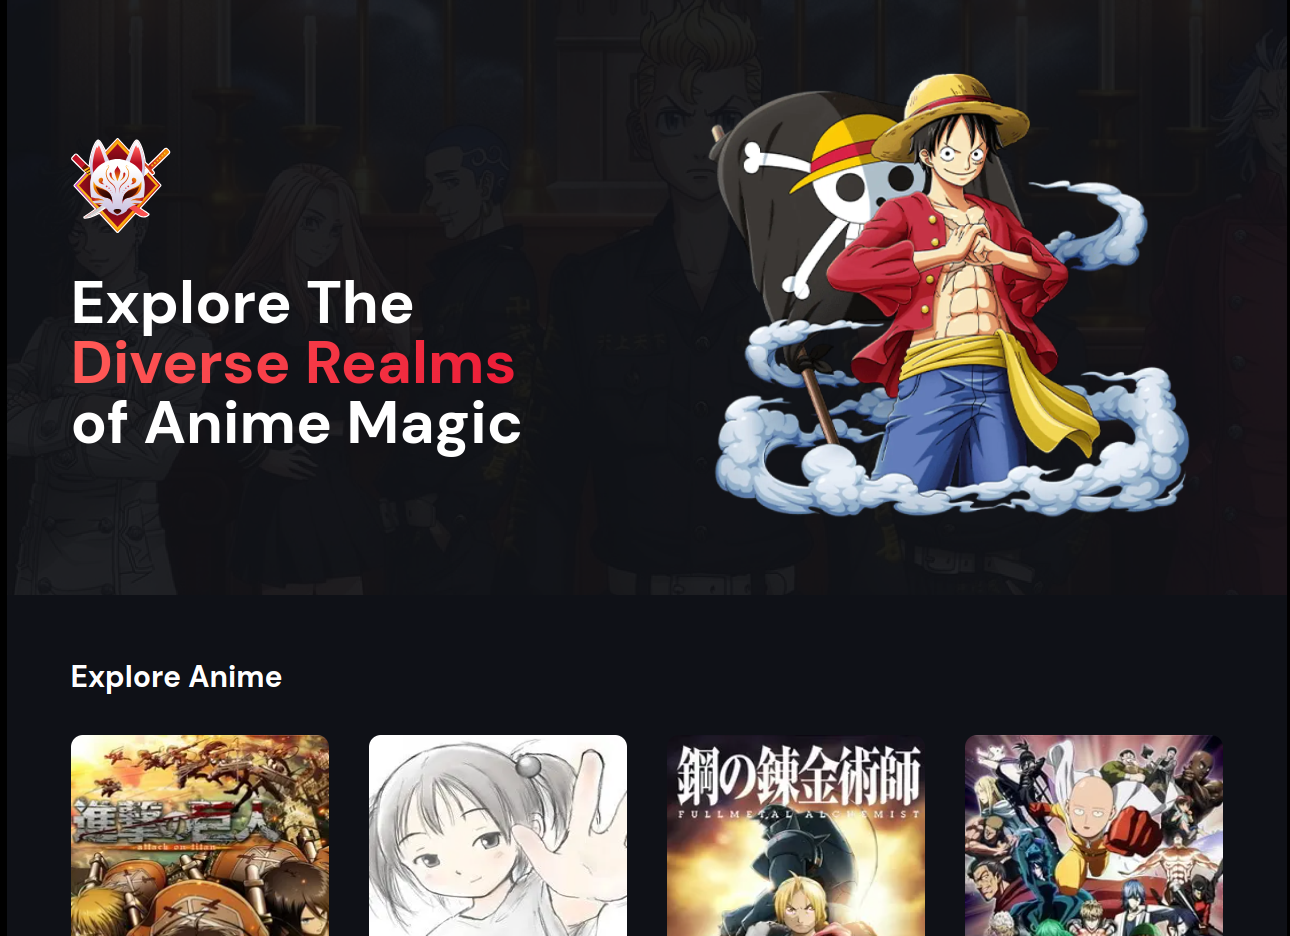 Explore The
Diverse Realms
of Anime Magic
Explore Anime
進撃の巨人
attack on titan
鋼の錬金術師
FULLMETAL ALCHEMIST